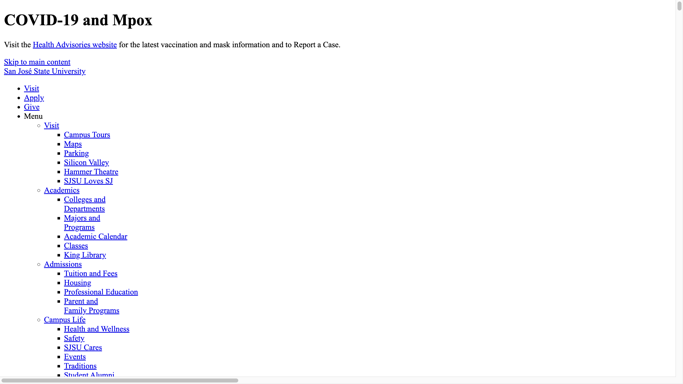 COVID-19 and Mpox
Visit the Health Advisories website for the latest vaccination and mask information and to Report a Case.
Skip to main content
San José State University
Visit
Apply
Give
Menu
Visit
Campus Tours
Maps
Parking
Silicon Valley
Hammer Theatre
SJSU Loves SJ
Academics
Colleges and
Departments
Majors and
Programs
Academic Calendar
Classes
King Library
Admissions
Tuition and Fees
Housing
Professional Education
Parent and
Family Programs
Campus Life
Health and Wellness
Safety
SJSU Cares
Events
Traditions
Student Alumni